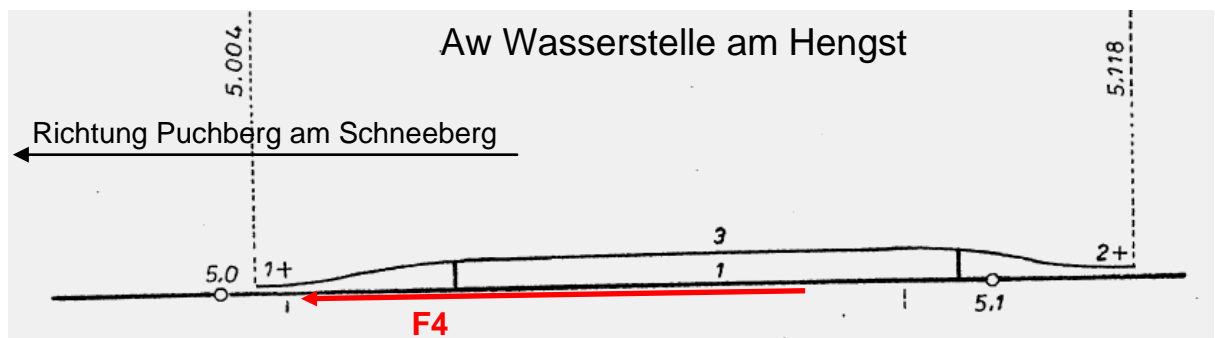 Aw Wasserstelle am Hengst
5.004
5.118
Richtung Puchberg am Schneeberg
3
5.0
1+
1
2+
5.1
F4